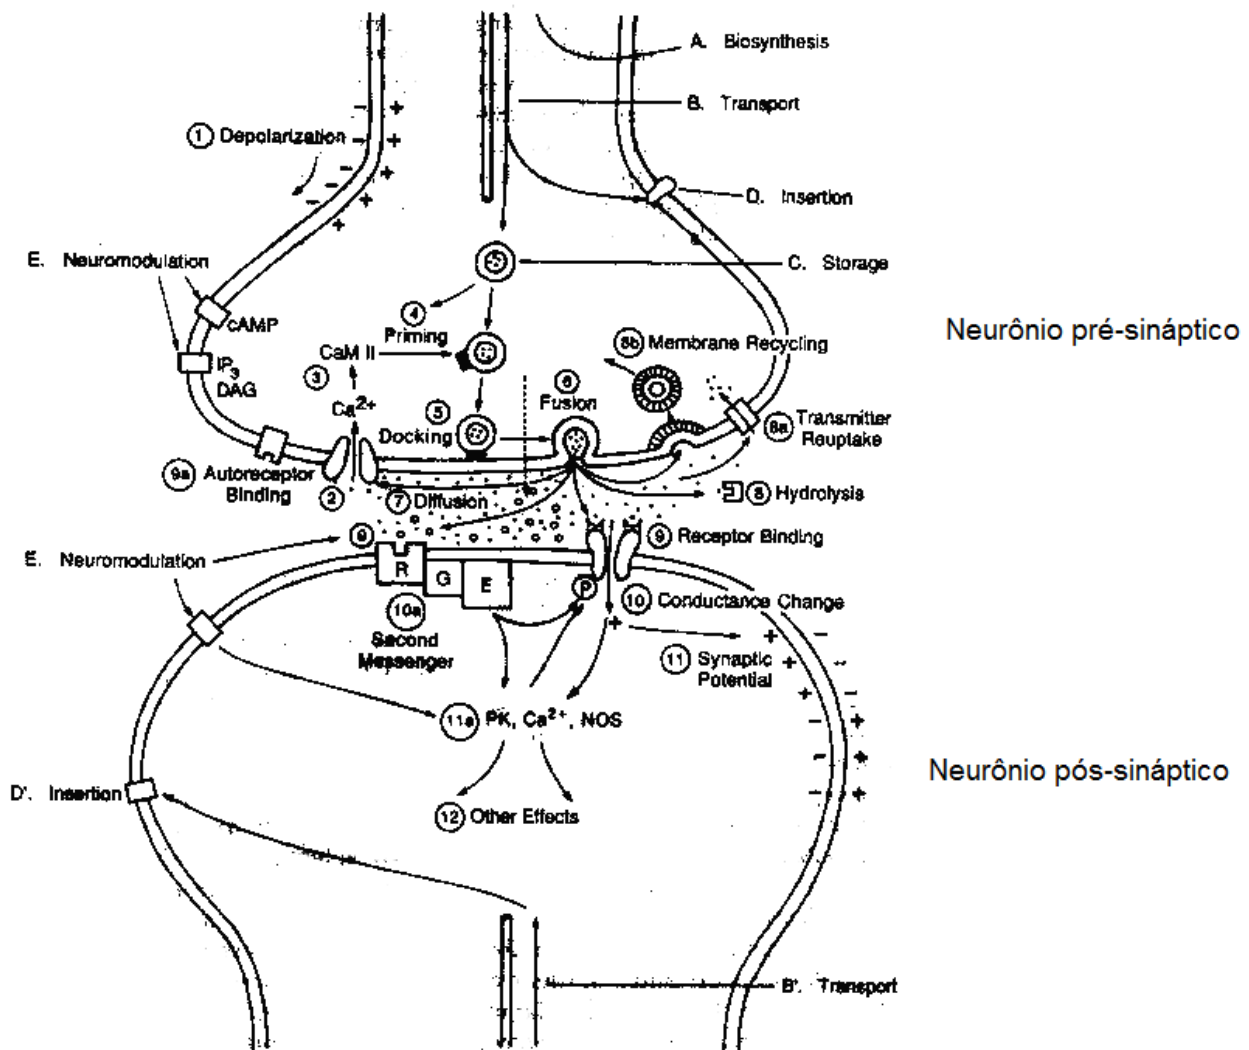 A. Biosynthesis
B. Transport
1 Depolarization
D. Insertion
E. Neuromodulation
C. Storage
cAMP
4
Priming
Neurônio pré-sináptico
CaM II
8b Membrane Recycling
IP3
DAG
3
6
Fusion
Ca2+
5
Docking
8a Transmitter
Reuptake
9a Autoreceptor
Binding
2
7 Diffusion
8 Hydrolysis
9
9 Receptor Binding
E. Neuromodulation
R
G
E
P
10a
10 Conductance Change
Second
Messenger
+
11 Synaptic
Potential
11a PK, Ca2+, NOS
Neurônio pós-sináptico
D'. Insertion
12 Other Effects
B'. Transport